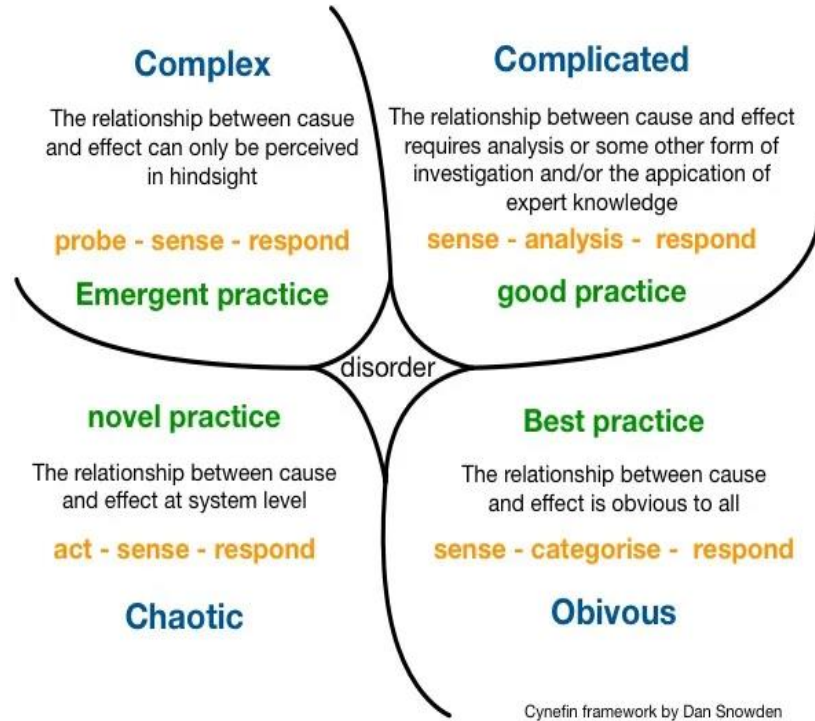 Complex
The relationship between casue
and effect can only be perceived
in hindsight
probe - sense - respond
Emergent practice
Complicated
The relationship between cause and effect
requires analysis or some other form of
investigation and/or the appication of
expert knowledge
sense - analysis - respond
good practice
disorder
novel practice
The relationship between cause
and effect at system level
act - sense - respond
Chaotic
Best practice
The relationship between cause
and effect is obvious to all
sense - categorise - respond
Obivous
Cynefin framework by Dan Snowden